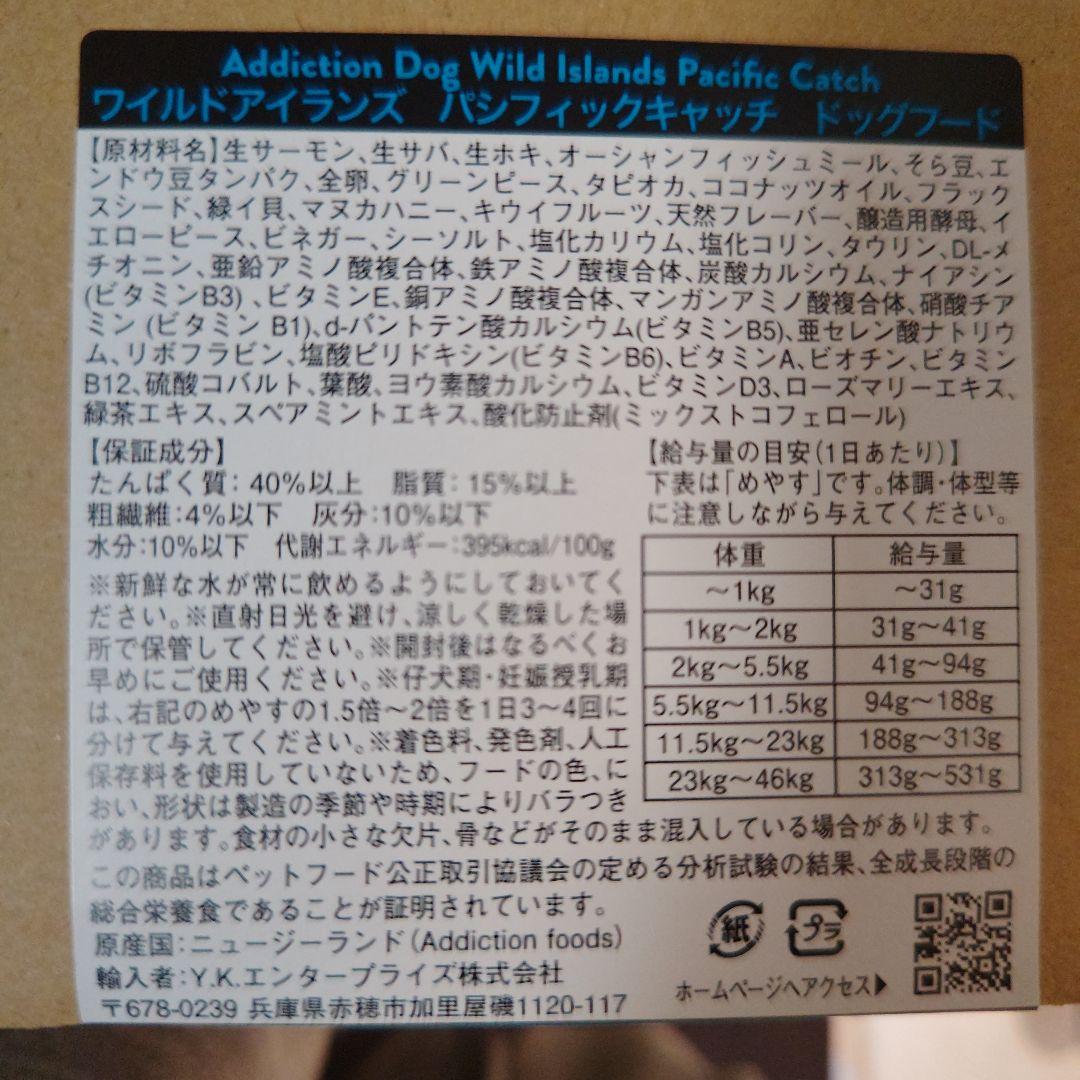 Addiction Dog Wild Islands Pacific Catch
ワイルドアイランズ パシフィックキャッチ ドッグフード
【原材料名】生サーモン、生サバ、生ホキ、オーシャンフィッシュミール、そら豆、エ
ンドウ豆タンパク、全卵、グリーンピース、タピオカ、ココナッツオイル、フラック
スシード、緑イ貝、マヌカハニー、キウイフルーツ、天然フレーバー、醸造用酵母、イ
エローピース、ビネガー、シーソルト、塩化カリウム、塩化コリン、タウリン、DL-メ
チオニン、亜鉛アミノ酸複合体、鉄アミノ酸複合体、炭酸カルシウム、ナイアシン
(ビタミンB3)、ビタミンE、銅アミノ酸複合体、マンガンアミノ酸複合体、硝酸チア
ミン(ビタミン B1)、d-パントテン酸カルシウム(ビタミンB5)、亜セレン酸ナトリウ
ム、リボフラビン、塩酸ピリドキシン(ビタミンB6)、ビタミンA、ビオチン、ビタミン
B12、硫酸コバルト、葉酸、ヨウ素酸カルシウム、ビタミンD3、ローズマリーエキス、
緑茶エキス、スペアミントエキス、酸化防止剤(ミックストコフェロール)
【保証成分】
たんぱく質：40%以上 脂質：15%以上
粗繊維：4%以下 灰分：10%以下
水分：10%以下 代謝エネルギー：395kcal/100g
※新鮮な水が常に飲めるようにしておいてく
ださい。※直射日光を避け、涼しく乾燥した場
所で保管してください。※開封後はなるべくお
早めにご使用ください。※仔犬期・妊娠授乳期
は、右記のめやすの1.5倍～2倍を1日3～4回に
分けて与えてください。※着色料、発色剤、人工
保存料を使用していないため、フードの色、に
おい、形状は製造の季節や時期によりバラつき
があります。食材の小さな欠片、骨などがそのまま混入している場合があります。
【給与量の目安(1日あたり)】
下表は「めやす」です。体調・体型等
に注意しながら与えてください。
体重 給与量
～1kg ～31g
1kg～2kg 31g～41g
2kg～5.5kg 41g～94g
5.5kg～11.5kg 94g～188g
11.5kg～23kg 188g～313g
23kg～46kg 313g～531g
この商品はペットフード公正取引協議会の定める分析試験の結果、全成長段階の
総合栄養食であることが証明されています。
原産国：ニュージーランド(Addiction foods)
輸入者：Y.K.エンタープライズ株式会社
〒678-0239 兵庫県赤穂市加里屋磯1120-117
紙
プラ
ホームページへアクセス▶